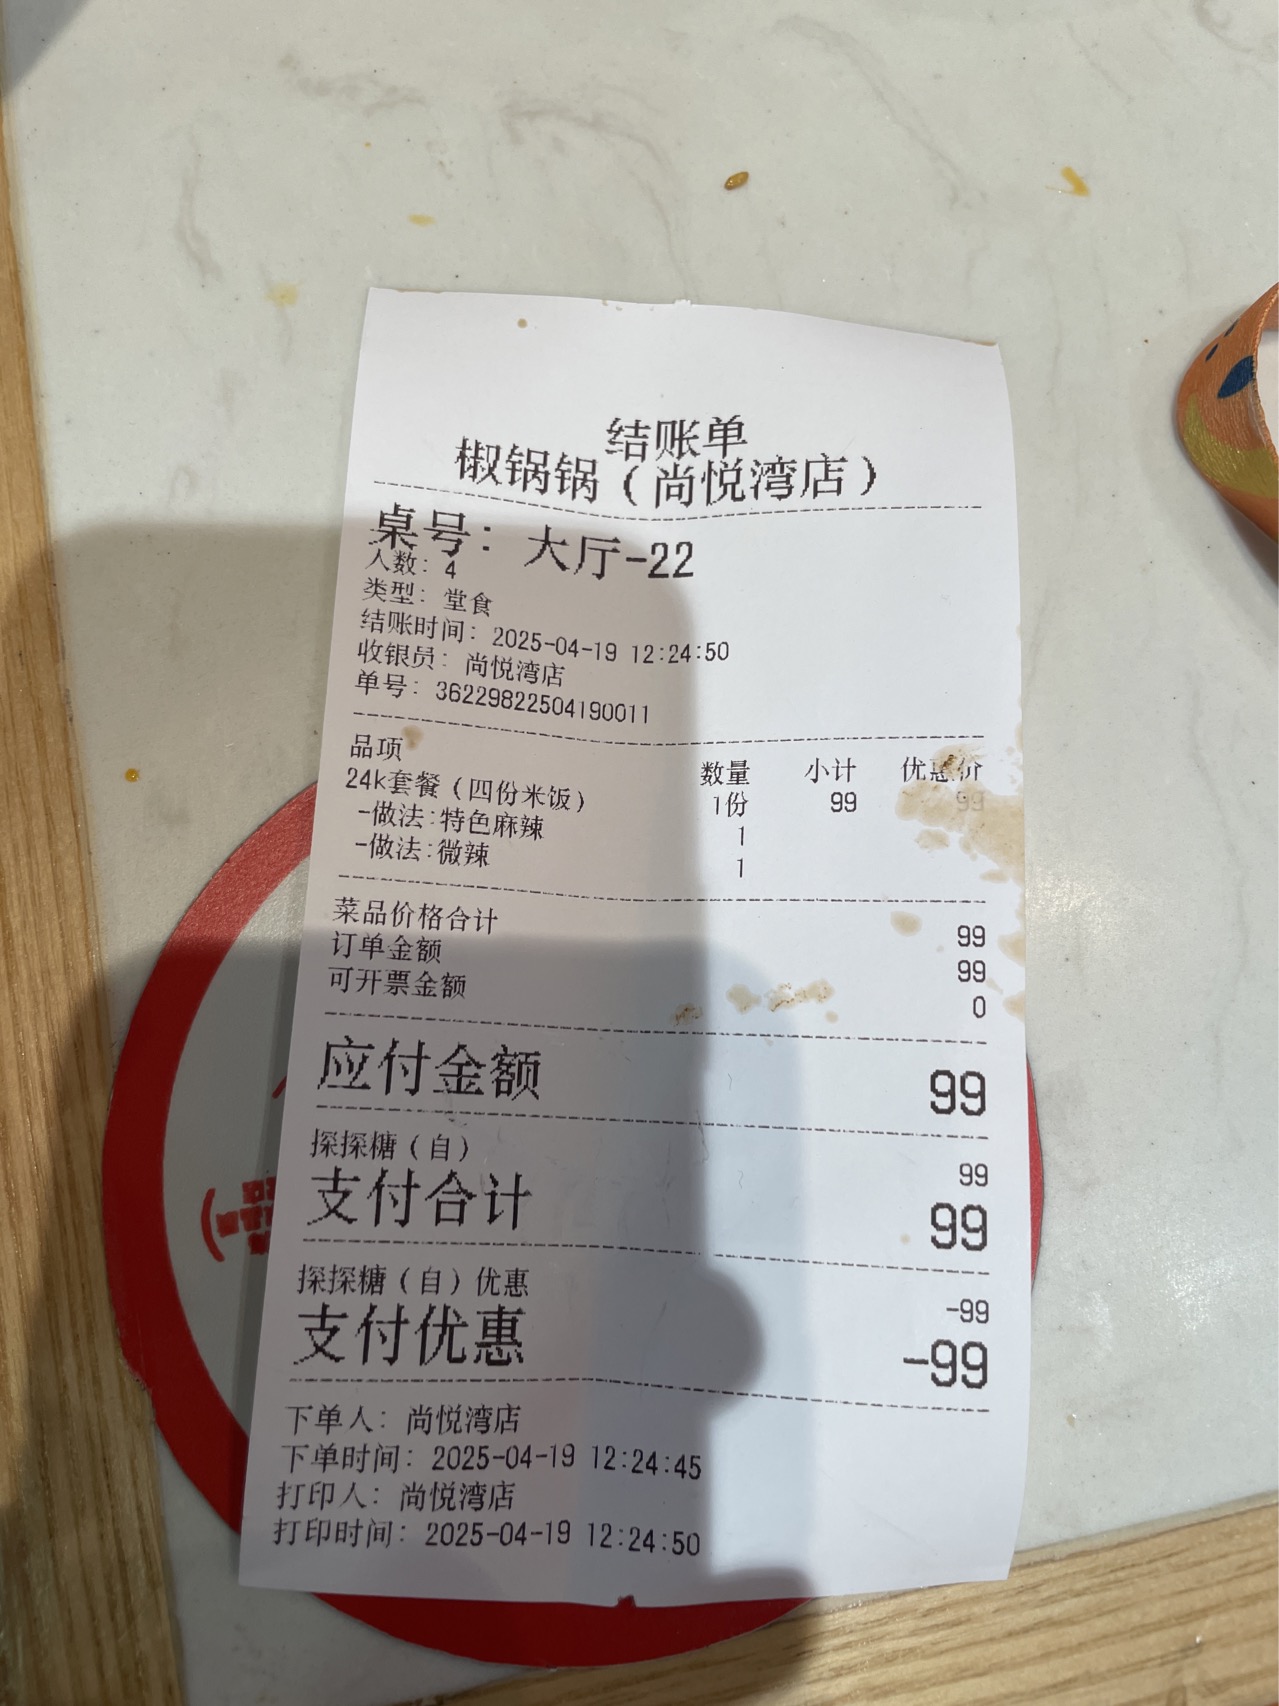 结账单
椒锅锅（尚悦湾店）
桌号：大厅-22
人数：4
类型：堂食
结账时间：2025-04-19 12:24:50
收银员：尚悦湾店
单号：36229822504190011
品项 数量 小计 优惠价
24k套餐（四份米饭） 1份 99 99
-做法：特色麻辣 1
-做法：微辣 1
菜品价格合计 99
订单金额 99
可开票金额 0
应付金额 99
探探糖（自） 99
支付合计 99
探探糖（自）优惠 -99
支付优惠 -99
下单人：尚悦湾店
下单时间：2025-04-19 12:24:45
打印人：尚悦湾店
打印时间：2025-04-19 12:24:50